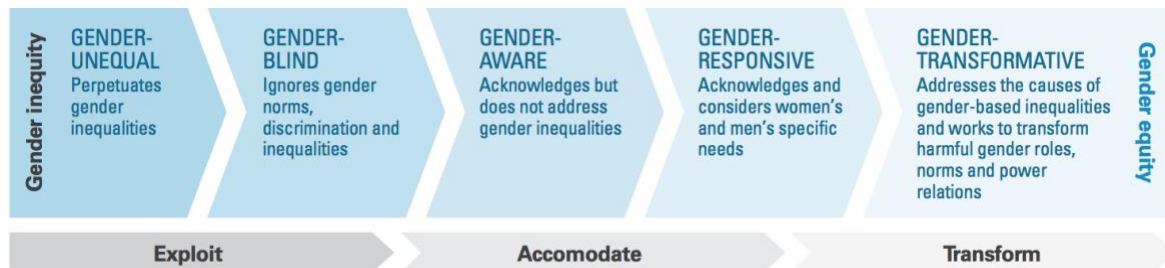 Gender inequity
GENDER-
UNEQUAL
Perpetuates
gender
inequalities
GENDER-
BLIND
Ignores gender
norms,
discrimination and
inequalities
GENDER-
AWARE
Acknowledges but
does not address
gender inequalities
GENDER-
RESPONSIVE
Acknowledges and
considers women's
and men's specific
needs
GENDER-
TRANSFORMATIVE
Addresses the causes of
gender-based inequalities
and works to transform
harmful gender roles,
norms and power
relations
Gender equity
Exploit
Accomodate
Transform